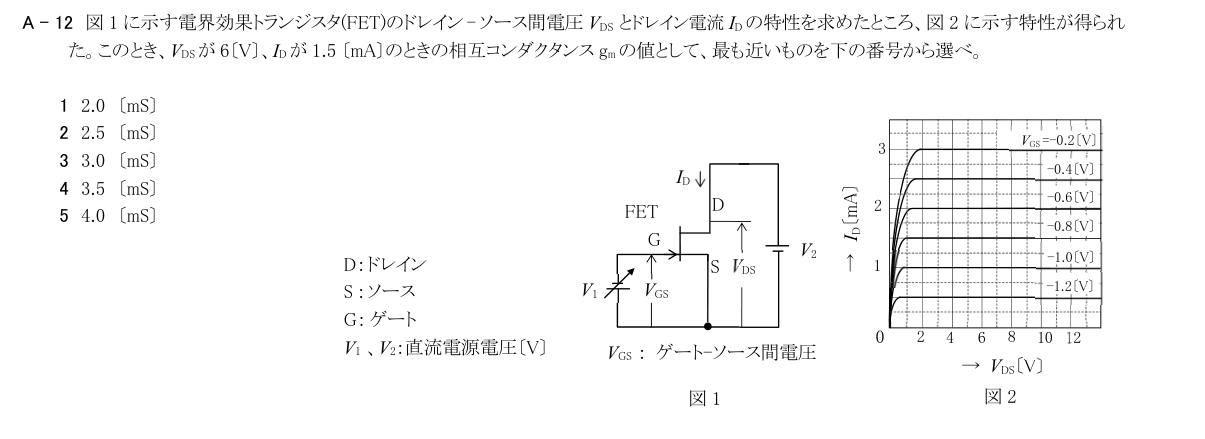 A－12 図1に示す電界効果トランジスタ(FET)のドレイン－ソース間電圧 VDS とドレイン電流 ID の特性を求めたところ、図2に示す特性が得られ
た。このとき、VDS が 6〔V〕、ID が 1.5 〔mA〕のときの相互コンダクタンス gm の値として、最も近いものを下の番号から選べ。
1 2.0 〔mS〕
2 2.5 〔mS〕
3 3.0 〔mS〕
4 3.5 〔mS〕
5 4.0 〔mS〕
D:ドレイン
S:ソース
G:ゲート
V1 、V2:直流電源電圧〔V〕
ID
D
FET
G
S
VDS
V2
V1
VGS
VGS : ゲート-ソース間電圧
図1
VGS=-0.2〔V〕
-0.4〔V〕
-0.6〔V〕
-0.8〔V〕
-1.0〔V〕
-1.2〔V〕
3
2
1
→ ID〔mA〕
0 2 4 6 8 10 12
→ VDS〔V〕
図2